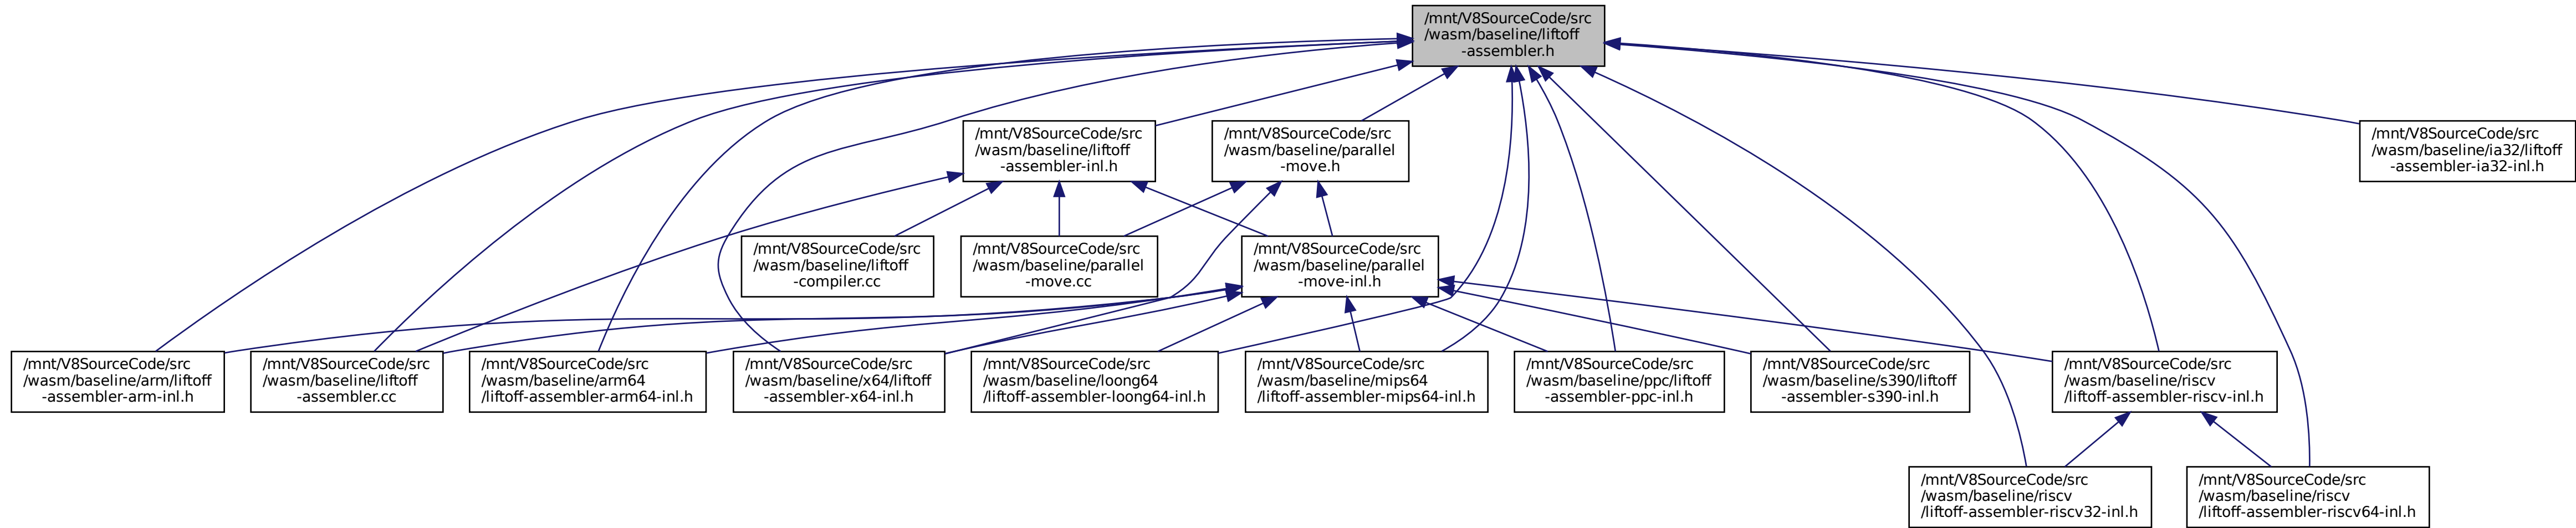 /mnt/V8SourceCode/src
/wasm/baseline/liftoff
-assembler.h
/mnt/V8SourceCode/src
/wasm/baseline/liftoff
-assembler-inl.h
/mnt/V8SourceCode/src
/wasm/baseline/parallel
-move.h
/mnt/V8SourceCode/src
/wasm/baseline/ia32/liftoff
-assembler-ia32-inl.h
/mnt/V8SourceCode/src
/wasm/baseline/liftoff
-compiler.cc
/mnt/V8SourceCode/src
/wasm/baseline/parallel
-move.cc
/mnt/V8SourceCode/src
/wasm/baseline/parallel
-move-inl.h
/mnt/V8SourceCode/src
/wasm/baseline/arm/liftoff
-assembler-arm-inl.h
/mnt/V8SourceCode/src
/wasm/baseline/liftoff
-assembler.cc
/mnt/V8SourceCode/src
/wasm/baseline/arm64
/liftoff-assembler-arm64-inl.h
/mnt/V8SourceCode/src
/wasm/baseline/x64/liftoff
-assembler-x64-inl.h
/mnt/V8SourceCode/src
/wasm/baseline/loong64
/liftoff-assembler-loong64-inl.h
/mnt/V8SourceCode/src
/wasm/baseline/mips64
/liftoff-assembler-mips64-inl.h
/mnt/V8SourceCode/src
/wasm/baseline/ppc/liftoff
-assembler-ppc-inl.h
/mnt/V8SourceCode/src
/wasm/baseline/s390/liftoff
-assembler-s390-inl.h
/mnt/V8SourceCode/src
/wasm/baseline/riscv
/liftoff-assembler-riscv-inl.h
/mnt/V8SourceCode/src
/wasm/baseline/riscv
/liftoff-assembler-riscv32-inl.h
/mnt/V8SourceCode/src
/wasm/baseline/riscv
/liftoff-assembler-riscv64-inl.h